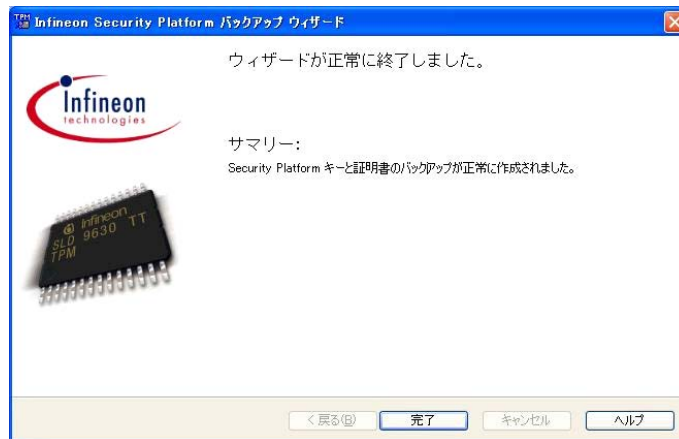 Infineon Security Platform バックアップ ウィザード
ウィザードが正常に終了しました。
Infineon
technologies
サマリー:
Security Platform キーと証明書のバックアップが正常に作成されました。
Infineon
SLD 9630 TT
TPM
< 戻る(B)
完了
キャンセル
ヘルプ